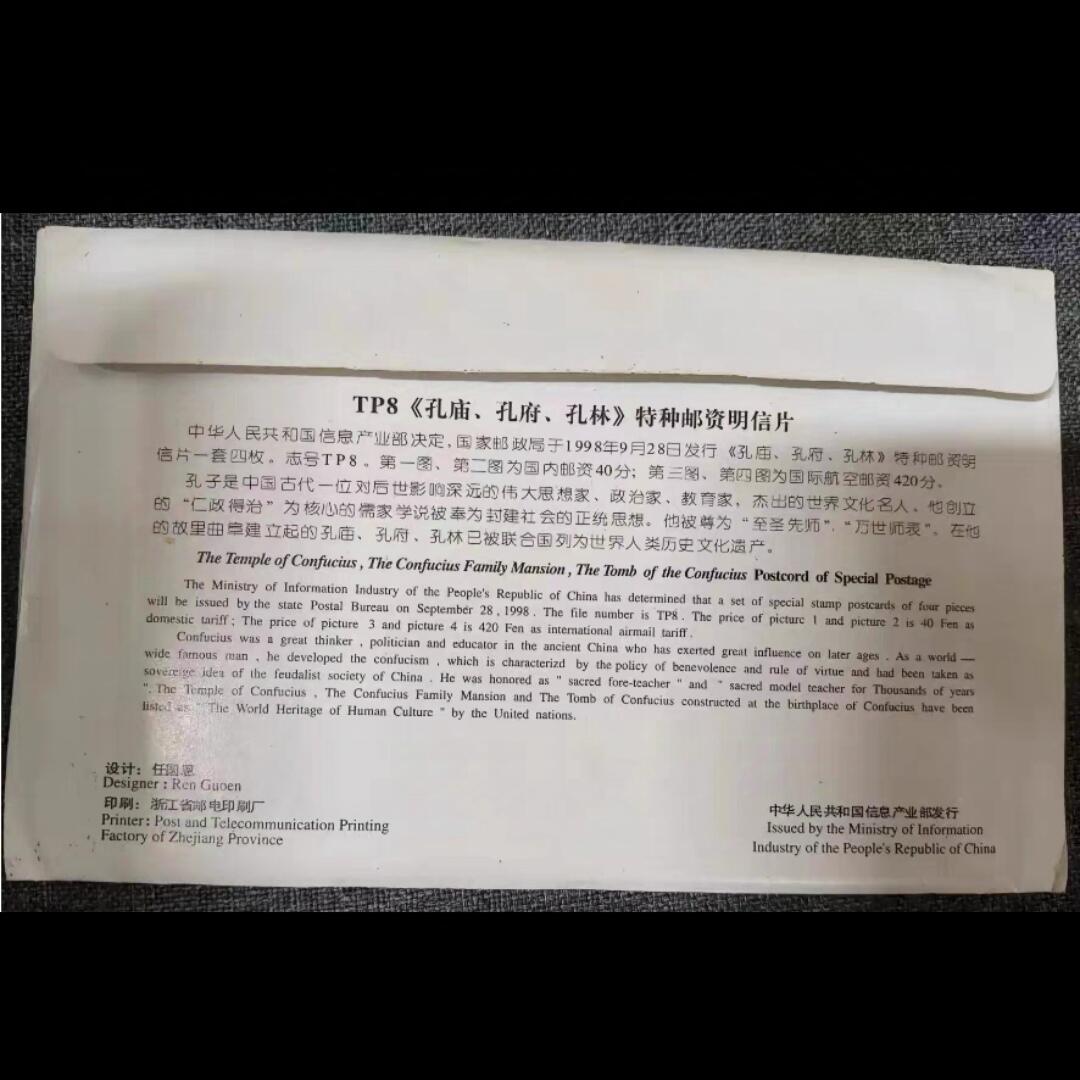 TP8《孔庙、孔府、孔林》特种邮资明信片
中华人民共和国信息产业部决定，国家邮政局于1998年9月28日发行《孔庙、孔府、孔林》特种邮资明
信片一套四枚。志号TP8。第一图、第二图为国内邮资40分；第三图、第四图为国际航空邮资420分。
孔子是中国古代一位对后世影响深远的伟大思想家、政治家、教育家，杰出的世界文化名人。他创立
的“仁政得治”为核心的儒家学说被奉为封建社会的正统思想。他被尊为“至圣先师”.“万世师表”。在他
的故里曲阜建立起的孔庙、孔府、孔林已被联合国列为世界人类历史文化遗产。
The Temple of Confucius , The Confucius Family Mansion , The Tomb of the Confucius Postcord of Special Postage
The Ministry of Information Industry of the People's Republic of China has determined that a set of special stamp postcards of four pieces
will be issued by the state Postal Bureau on September 28 , 1998 . The file number is TP8 . The price of picture 1 and picture 2 is 40 Fen as
domestic tariff ; The price of picture 3 and picture 4 is 420 Fen as international airmail tariff .
Confucius was a great thinker , politician and educator in the ancient China who has exerted great influence on later ages . As a world —
wide famous man , he developed the confucism , which is characterizd by the policy of benevolence and rule of virtue and had been taken as
sovereige idea of the feudalist society of China . He was honored as " sacred fore-teacher " and " sacred model teacher for Thousands of years
". The Temple of Confucius , The Confucius Family Mansion and The Tomb of Confucius constructed at the birthplace of Confucius have been
listed as " The World Heritage of Human Culture " by the United nations.
设计：任国恩
Designer : Ren Guoen
印刷：浙江省邮电印刷厂
Printer : Post and Telecommunication Printing
Factory of Zhejiang Province
中华人民共和国信息产业部发行
Issued by the Ministry of Information
Industry of the People's Republic of China